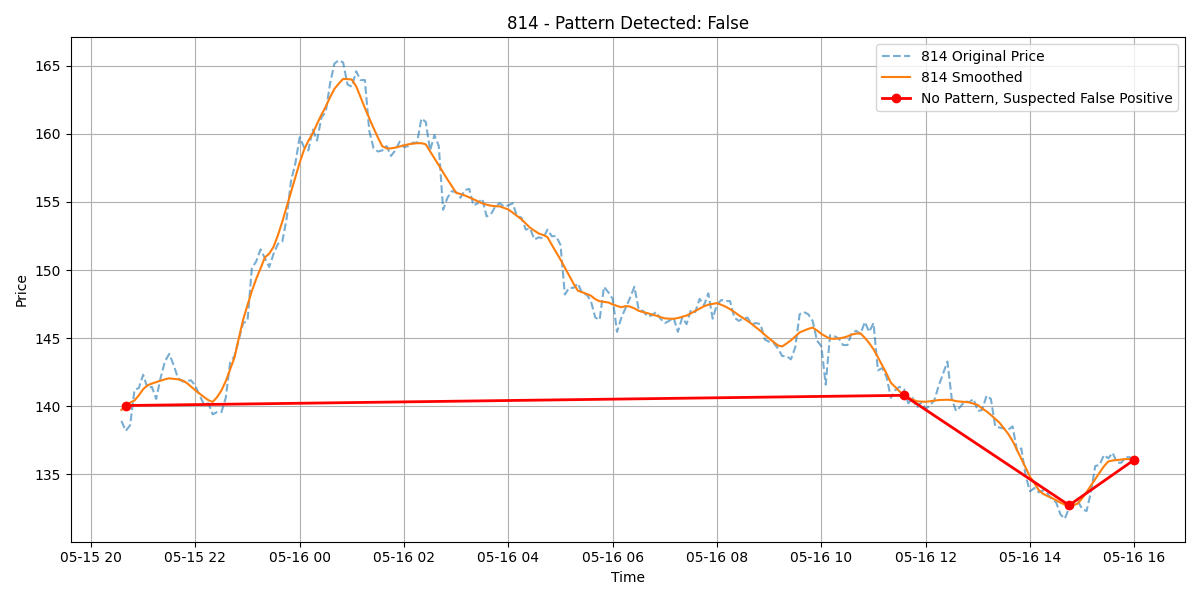 814 - Pattern Detected: False
814 Original Price
814 Smoothed
No Pattern, Suspected False Positive
Price
165
160
155
150
145
140
135
05-15 20 05-15 22 05-16 00 05-16 02 05-16 04 05-16 06 05-16 08 05-16 10 05-16 12 05-16 14 05-16 16
Time